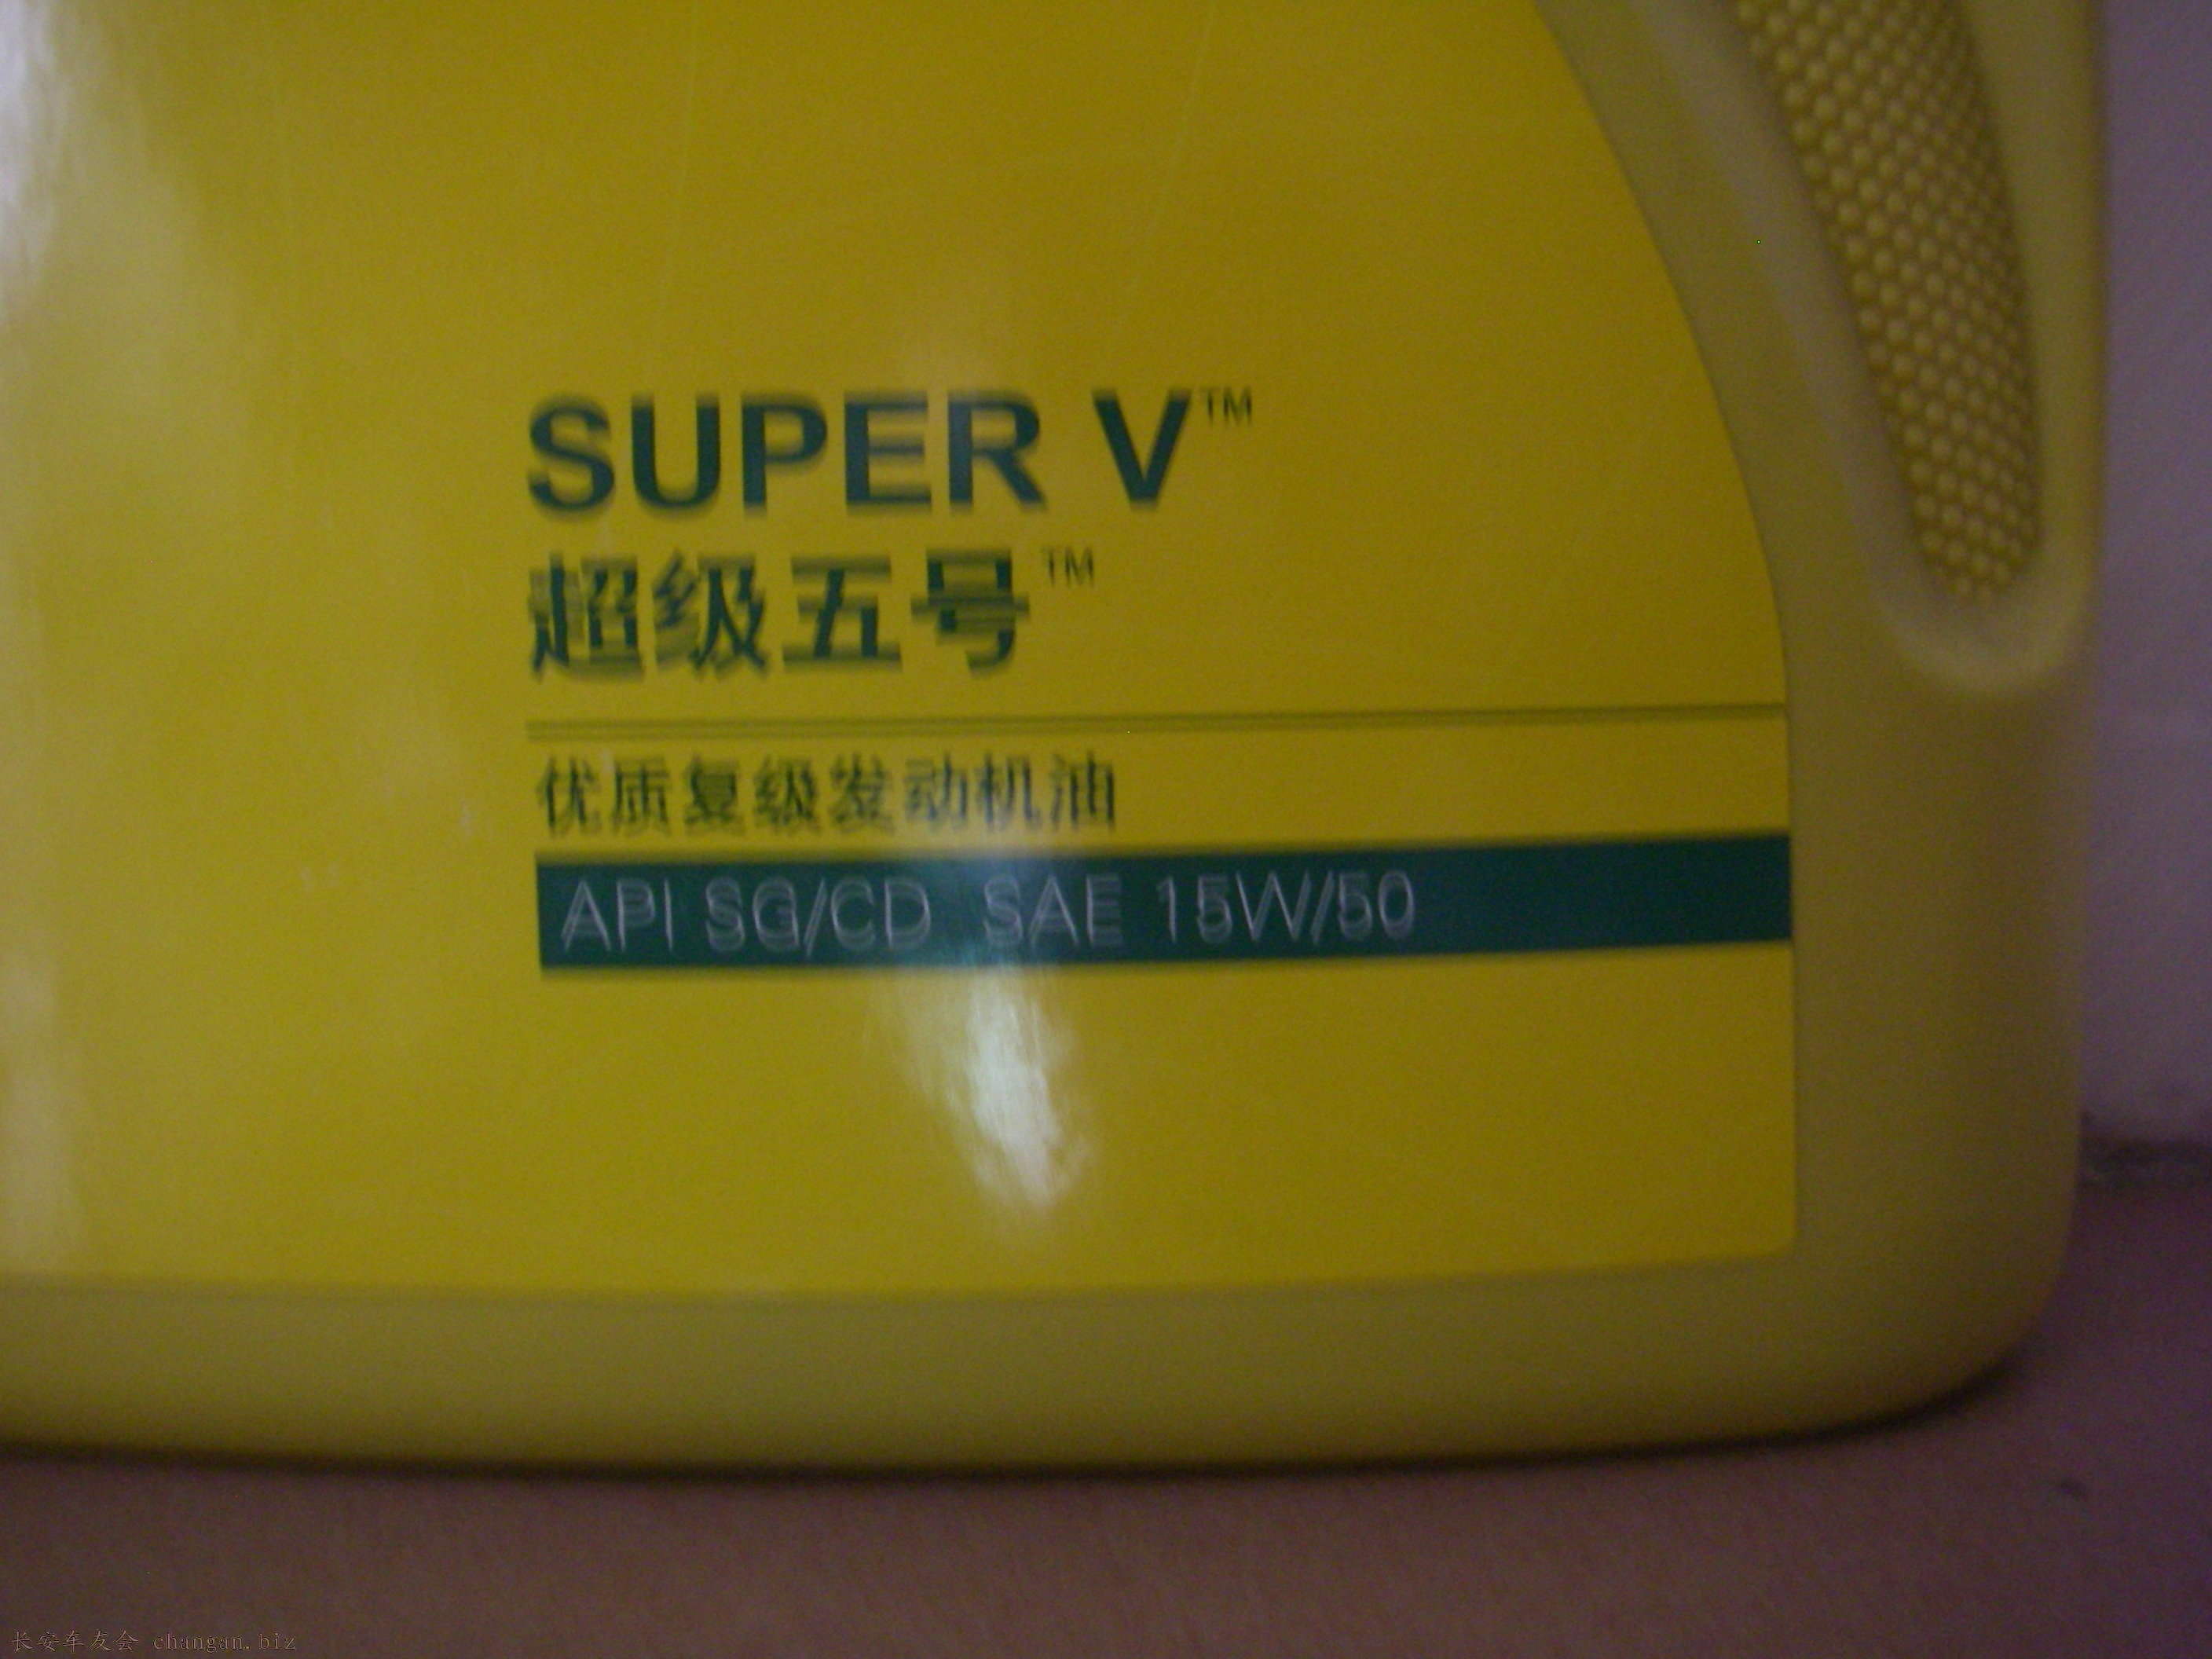 SUPER V™
超级五号™
优质复级发动机油
API SG/CD SAE 15W/50
长安车友会 changan.biz